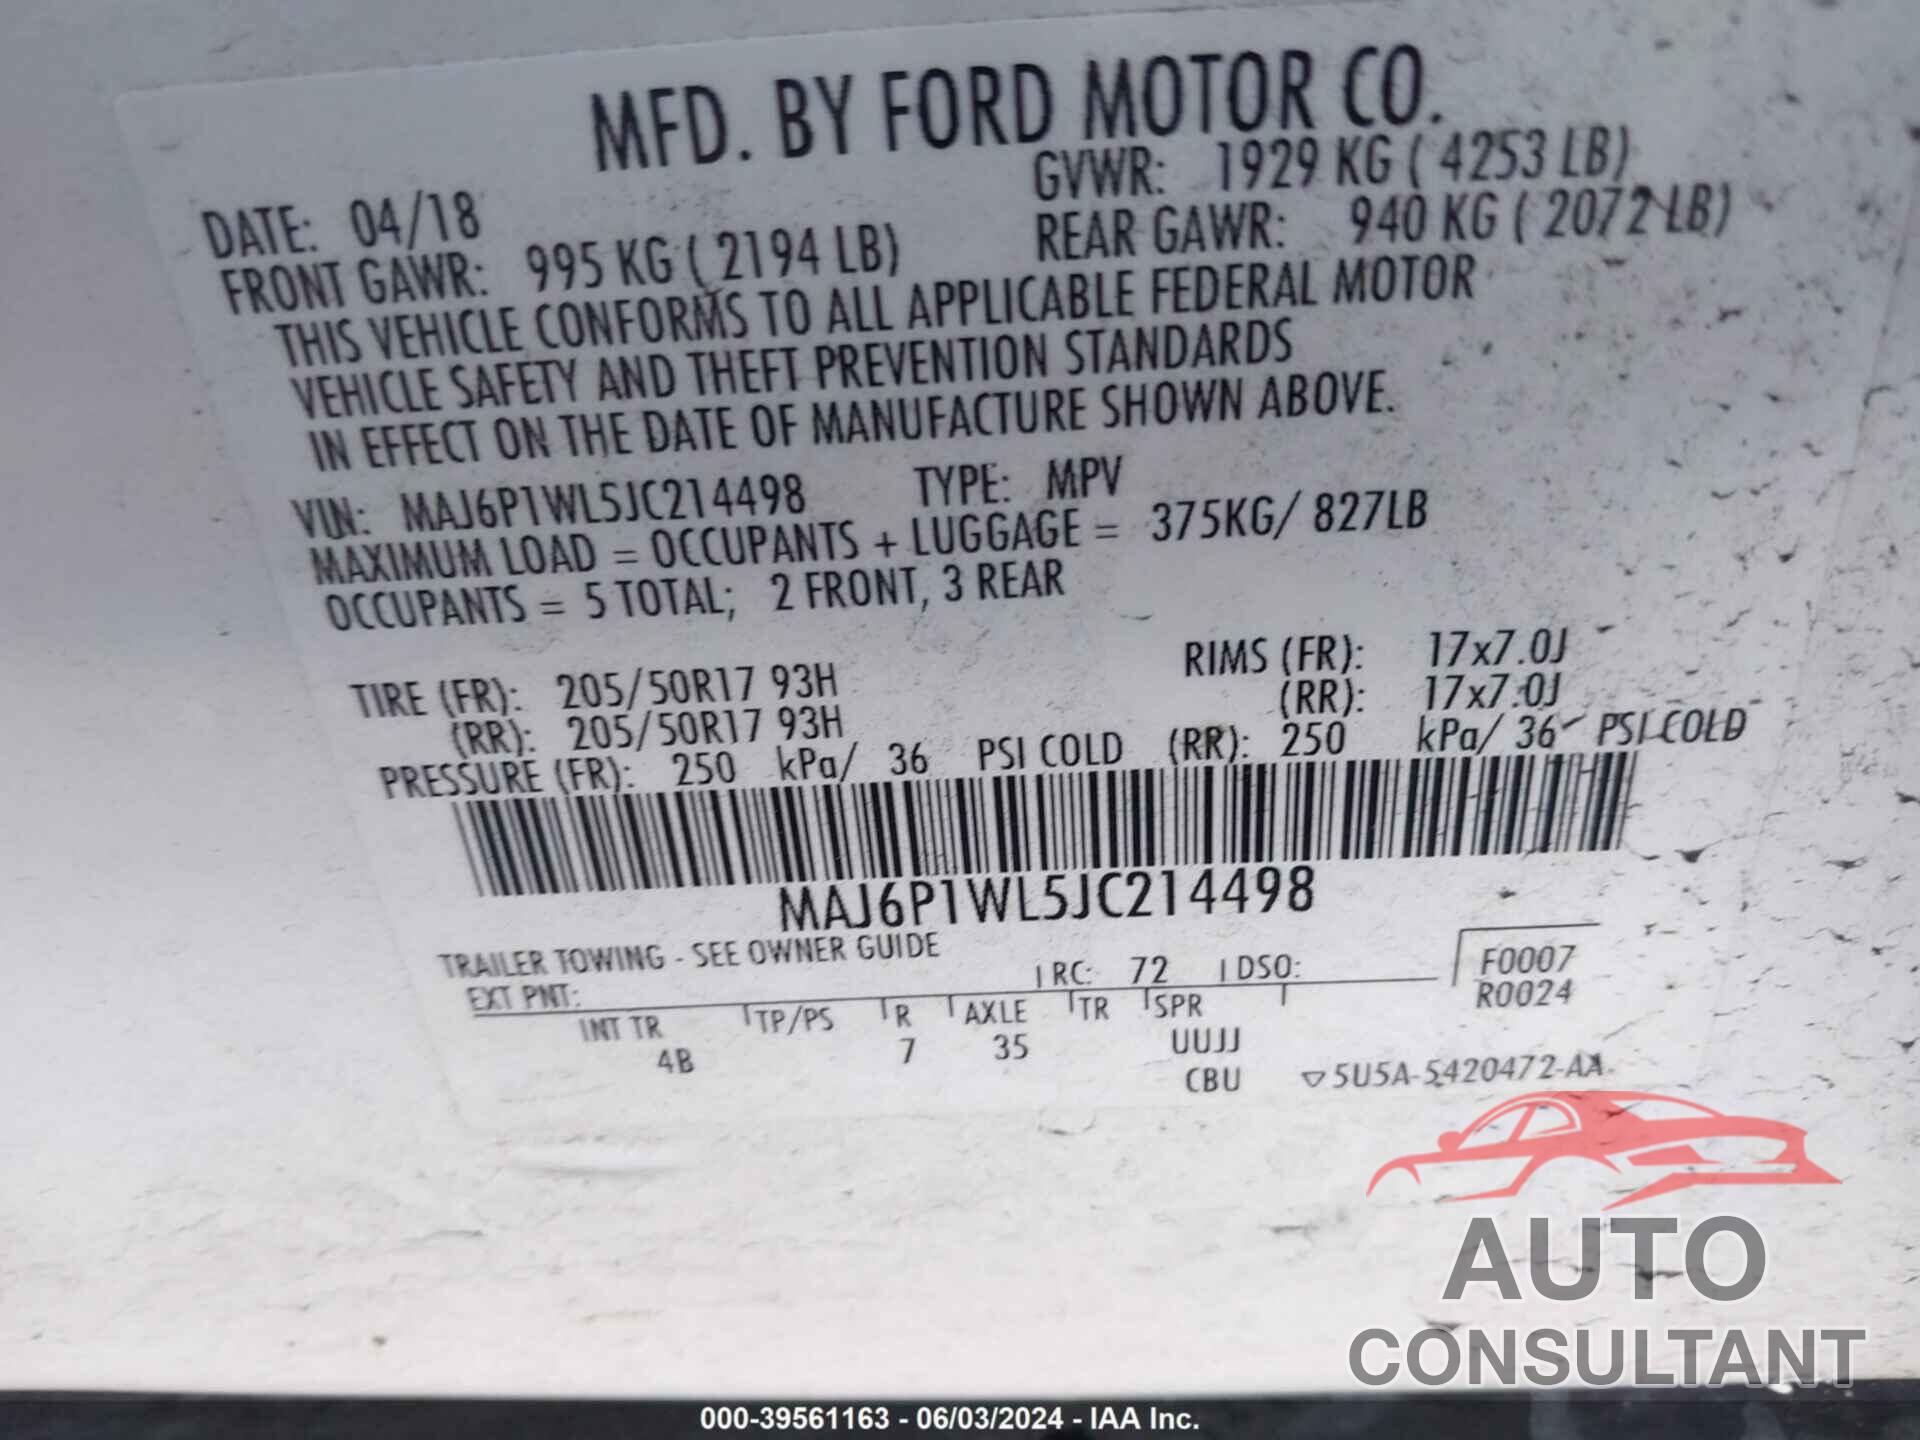 MFD. BY FORD MOTOR CO.
DATE: 04/18 GVWR: 1929 KG ( 4253 LB)
FRONT GAWR: 995 KG ( 2194 LB) REAR GAWR: 940 KG ( 2072 LB)
THIS VEHICLE CONFORMS TO ALL APPLICABLE FEDERAL MOTOR
VEHICLE SAFETY AND THEFT PREVENTION STANDARDS
IN EFFECT ON THE DATE OF MANUFACTURE SHOWN ABOVE.
VIN: MAJ6P1WL5JC214498 TYPE: MPV
MAXIMUM LOAD = OCCUPANTS + LUGGAGE = 375KG/ 827LB
OCCUPANTS = 5 TOTAL; 2 FRONT, 3 REAR
TIRE (FR): 205/50R17 93H RIMS (FR): 17x7.0J
(RR): 205/50R17 93H (RR): 17x7.0J
PRESSURE (FR): 250 kPa/ 36 PSI COLD (RR): 250 kPa/ 36 PSI COLD
MAJ6P1WL5JC214498
TRAILER TOWING - SEE OWNER GUIDE
EXT PNT: RC: 72 DSO: F0007
R0024
INT TR TP/PS R AXLE TR SPR
4B 7 35 UUJJ
CBU 5U5A-5420472-AA
AUTO
CONSULTANT
000-39561163 - 06/03/2024 - IAA Inc.